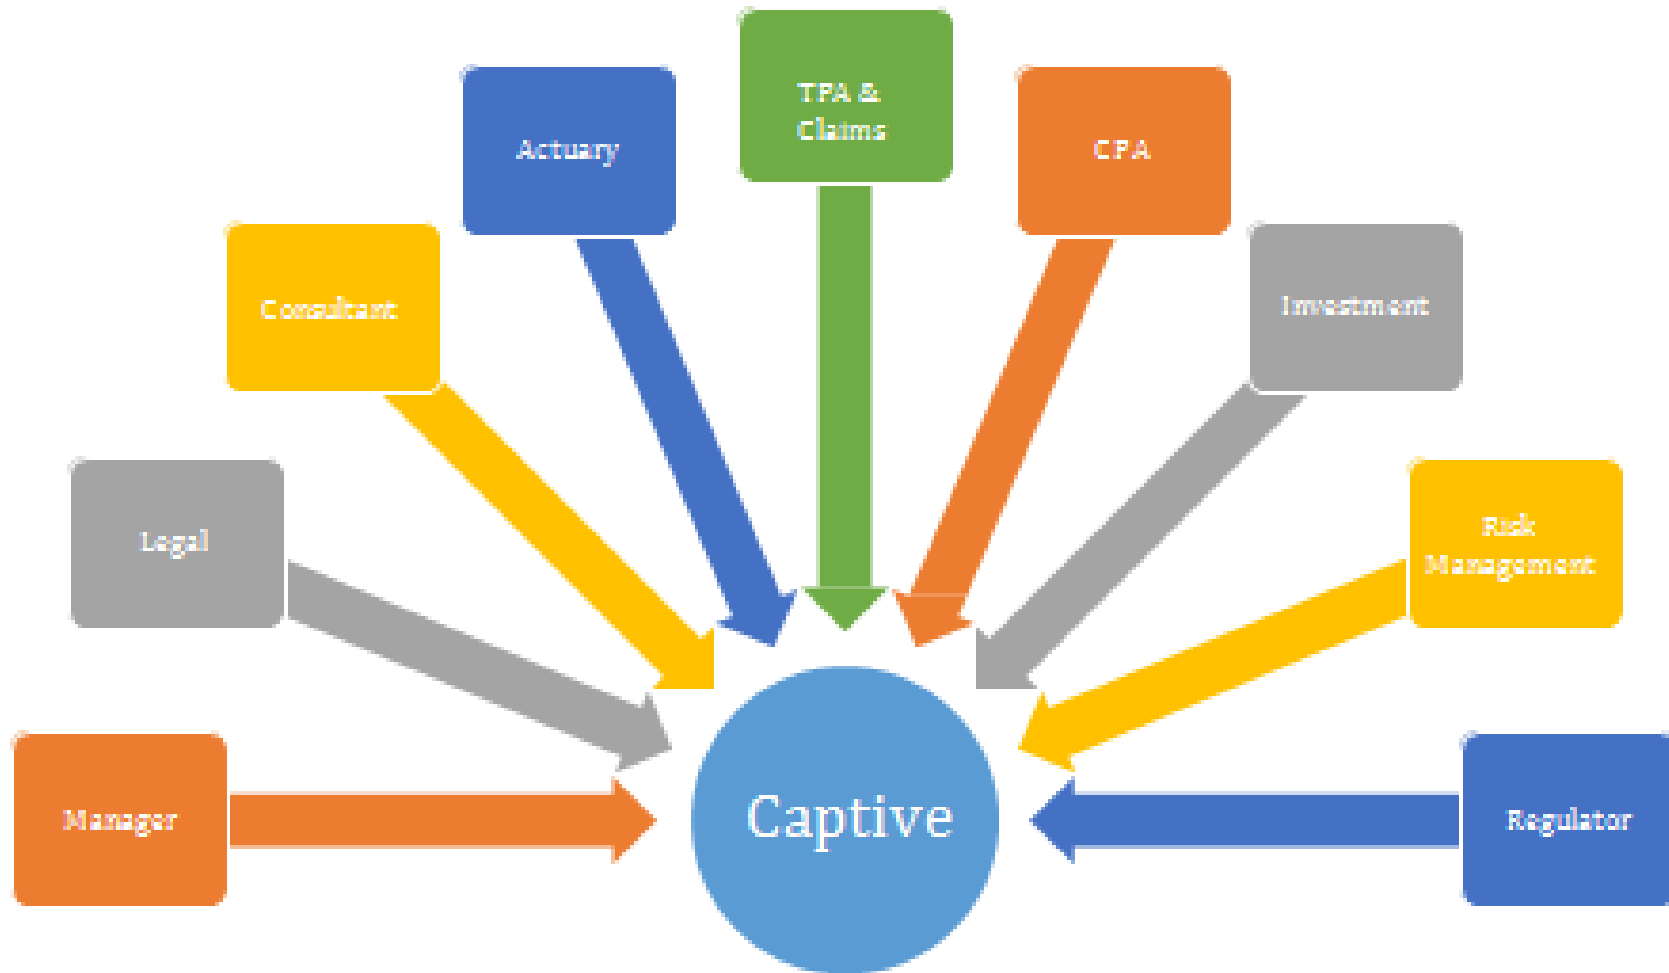 TPA &
Claims
Actuary
CPA
Consultant
Investment
Legal
Risk
Management
Manager
Captive
Regulator